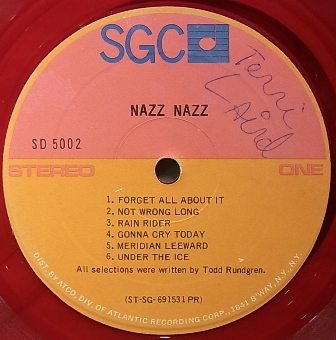 SGC
Terri
Laird
NAZZ NAZZ
SD 5002
STEREO ONE
1. FORGET ALL ABOUT IT
2. NOT WRONG LONG
3. RAIN RIDER
4. GONNA CRY TODAY
5. MERIDIAN LEEWARD
6. UNDER THE ICE
All selections were written by Todd Rundgren.
(ST-SG-691531 PR)
DIST. BY ATCO, DIV. OF ATLANTIC RECORDING CORP., 1841 B'WAY, N.Y., N.Y.